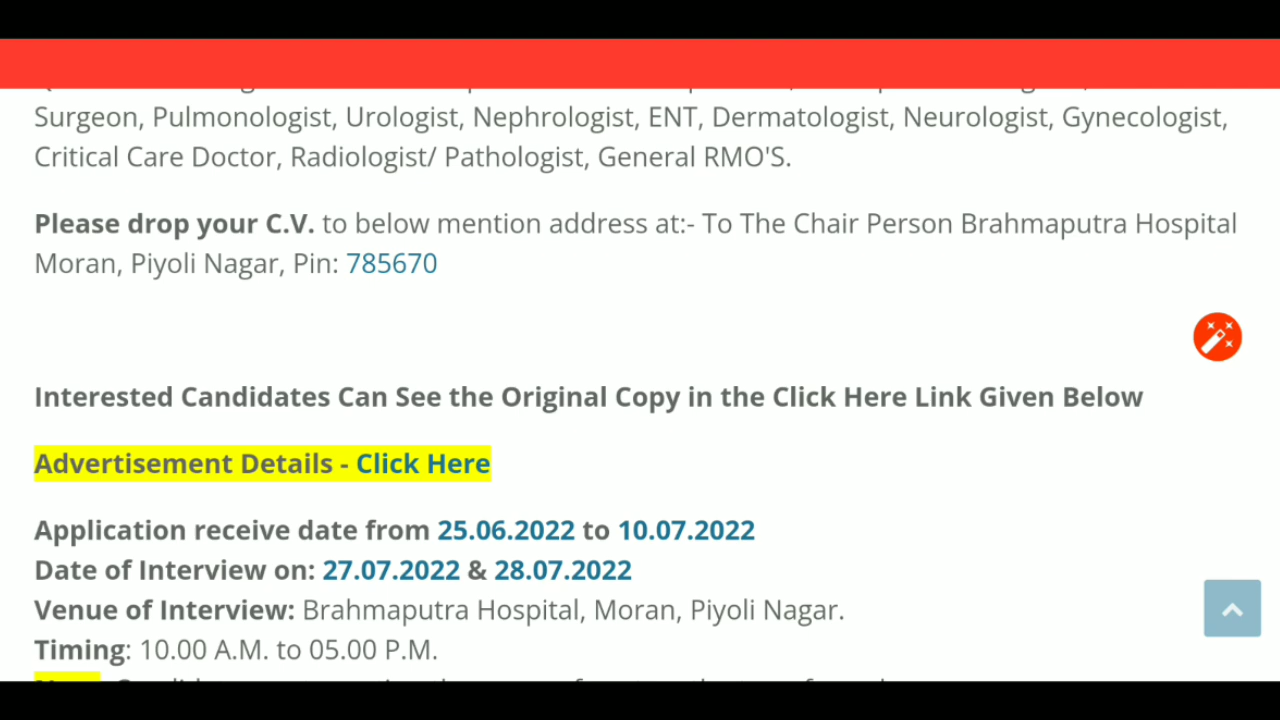 Surgeon, Pulmonologist, Urologist, Nephrologist, ENT, Dermatologist, Neurologist, Gynecologist,
Critical Care Doctor, Radiologist/ Pathologist, General RMO'S.
Please drop your C.V. to below mention address at:- To The Chair Person Brahmaputra Hospital
Moran, Piyoli Nagar, Pin: 785670
Interested Candidates Can See the Original Copy in the Click Here Link Given Below
Advertisement Details - Click Here
Application receive date from 25.06.2022 to 10.07.2022
Date of Interview on: 27.07.2022 & 28.07.2022
Venue of Interview: Brahmaputra Hospital, Moran, Piyoli Nagar.
Timing: 10.00 A.M. to 05.00 P.M.